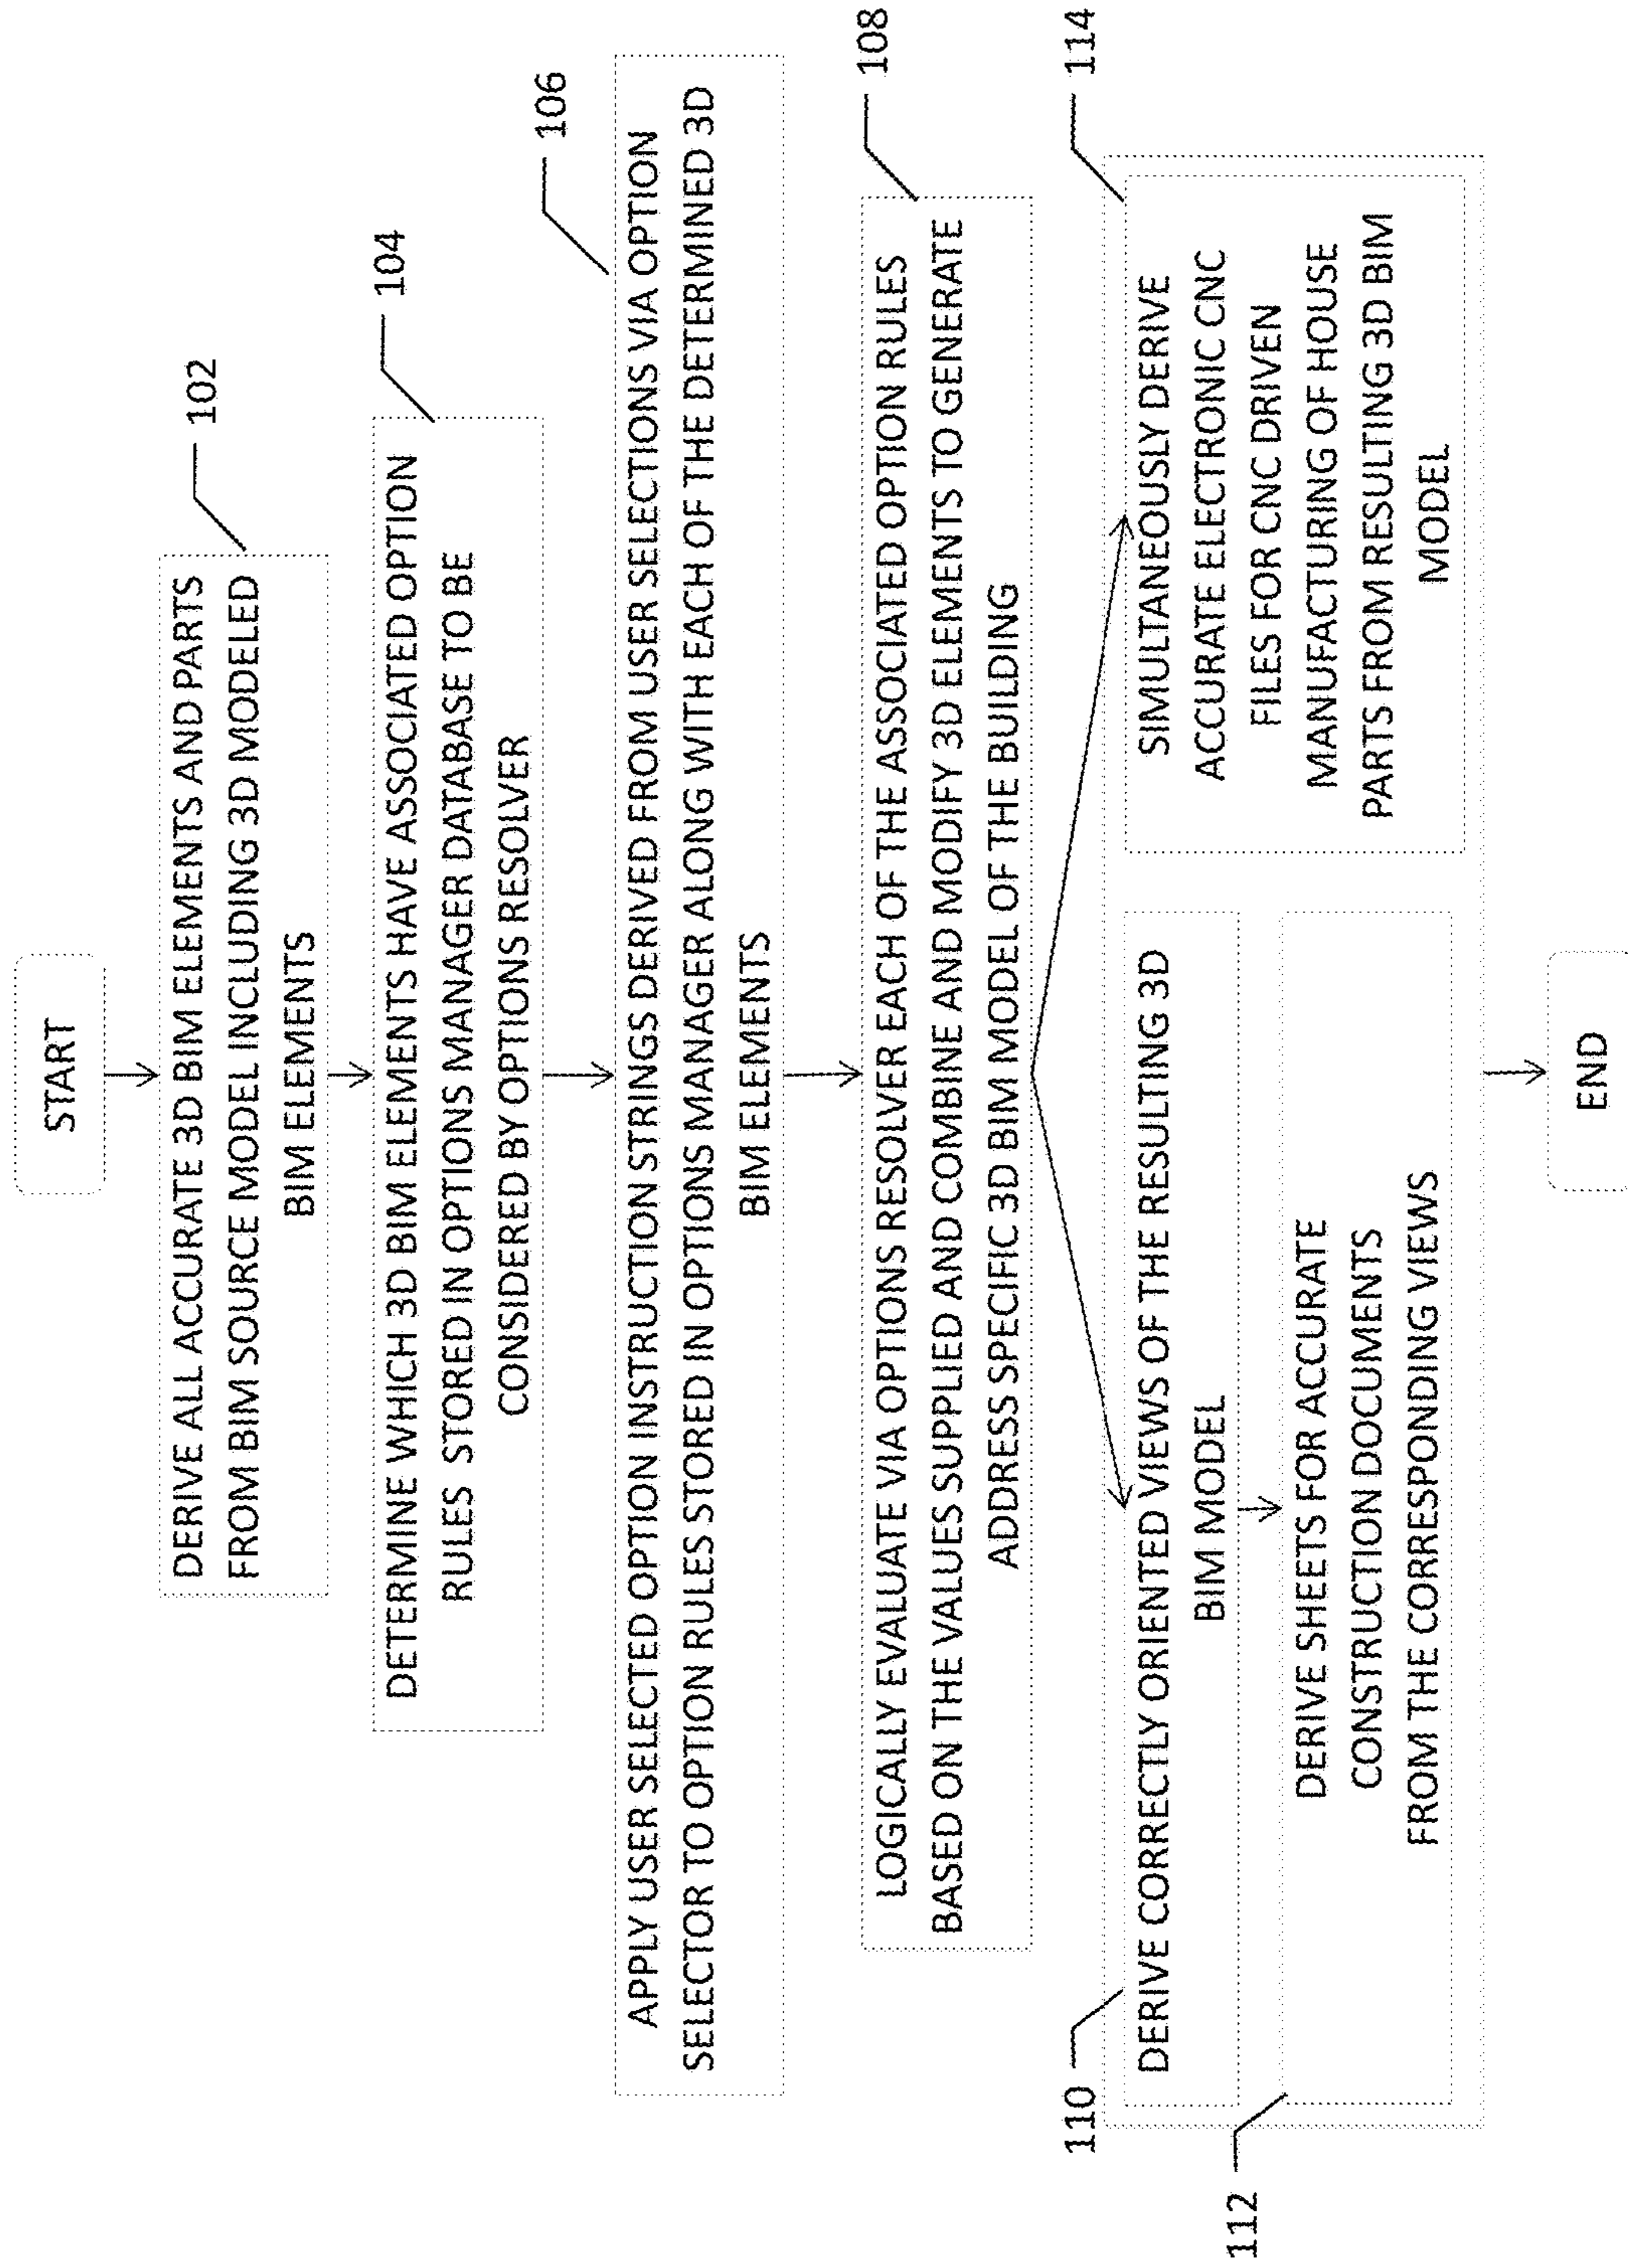 START
102
DERIVE ALL ACCURATE 3D BIM ELEMENTS AND PARTS
FROM BIM SOURCE MODEL INCLUDING 3D MODELED
BIM ELEMENTS
104
DETERMINE WHICH 3D BIM ELEMENTS HAVE ASSOCIATED OPTION
RULES STORED IN OPTIONS MANAGER DATABASE TO BE
CONSIDERED BY OPTIONS RESOLVER
106
APPLY USER SELECTED OPTION INSTRUCTION STRINGS DERIVED FROM USER SELECTIONS VIA OPTION
SELECTOR TO OPTION RULES STORED IN OPTIONS MANAGER ALONG WITH EACH OF THE DETERMINED 3D
BIM ELEMENTS
108
LOGICALLY EVALUATE VIA OPTIONS RESOLVER EACH OF THE ASSOCIATED OPTION RULES
BASED ON THE VALUES SUPPLIED AND COMBINE AND MODIFY 3D ELEMENTS TO GENERATE
ADDRESS SPECIFIC 3D BIM MODEL OF THE BUILDING
110
DERIVE CORRECTLY ORIENTED VIEWS OF THE RESULTING 3D
BIM MODEL
112
DERIVE SHEETS FOR ACCURATE
CONSTRUCTION DOCUMENTS
FROM THE CORRESPONDING VIEWS
114
SIMULTANEOUSLY DERIVE
ACCURATE ELECTRONIC CNC
FILES FOR CNC DRIVEN
MANUFACTURING OF HOUSE
PARTS FROM RESULTING 3D BIM
MODEL
END